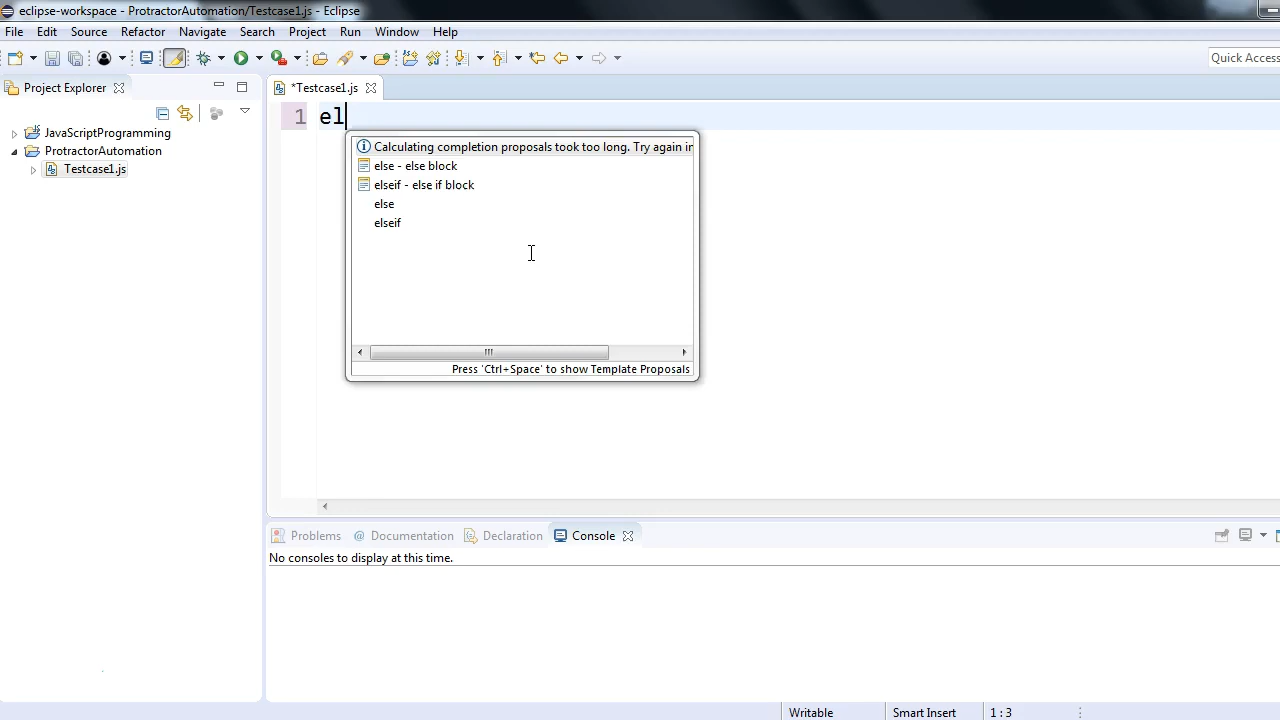 eclipse-workspace - ProtractorAutomation/Testcase1.js - Eclipse
File Edit Source Refactor Navigate Search Project Run Window Help
Quick Access
Project Explorer
*Testcase1.js
JavaScriptProgramming
ProtractorAutomation
Testcase1.js
1 el
Calculating completion proposals took too long. Try again in
else - else block
elseif - else if block
else
elseif
Press 'Ctrl+Space' to show Template Proposals
Problems @ Documentation Declaration Console
No consoles to display at this time.
Writable Smart Insert 1 : 3